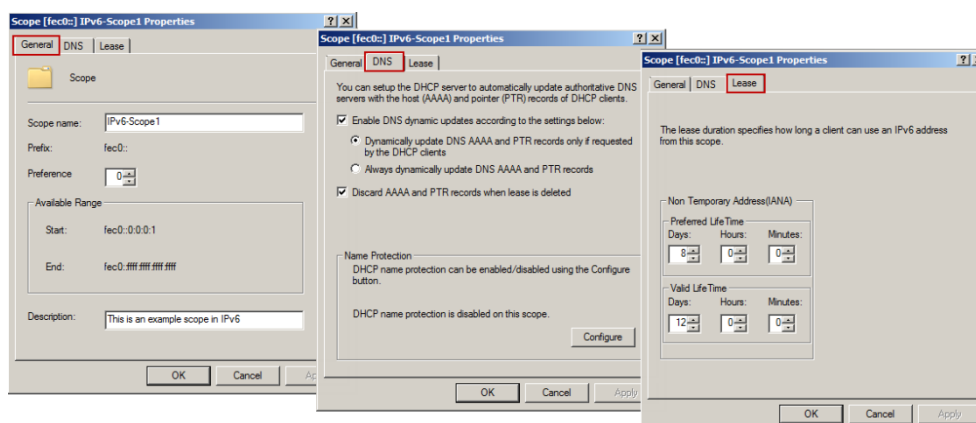 Scope [fec0::] IPv6-Scope1 Properties
General DNS Lease
Scope
Scope name: IPv6-Scope1
Prefix: fec0::
Preference 0
Available Range
Start: fec0::0:0:0:1
End: fec0::ffff:ffff:ffff:ffff
Description: This is an example scope in IPv6
OK Cancel Ap
Scope [fec0::] IPv6-Scope1 Properties
General DNS Lease
You can setup the DHCP server to automatically update authoritative DNS
servers with the host (AAAA) and pointer (PTR) records of DHCP clients.
Enable DNS dynamic updates according to the settings below:
Dynamically update DNS AAAA and PTR records only if requested
by the DHCP clients
Always dynamically update DNS AAAA and PTR records
Discard AAAA and PTR records when lease is deleted
Name Protection
DHCP name protection can be enabled/disabled using the Configure
button.
DHCP name protection is disabled on this scope.
Configure
OK Cancel Apply
Scope [fec0::] IPv6-Scope1 Properties
General DNS Lease
The lease duration specifies how long a client can use an IPv6 address
from this scope.
Non Temporary Address(IANA)
Preferred LifeTime
Days: Hours: Minutes:
8 0 0
Valid LifeTime
Days: Hours: Minutes:
12 0 0
OK Cancel Apply